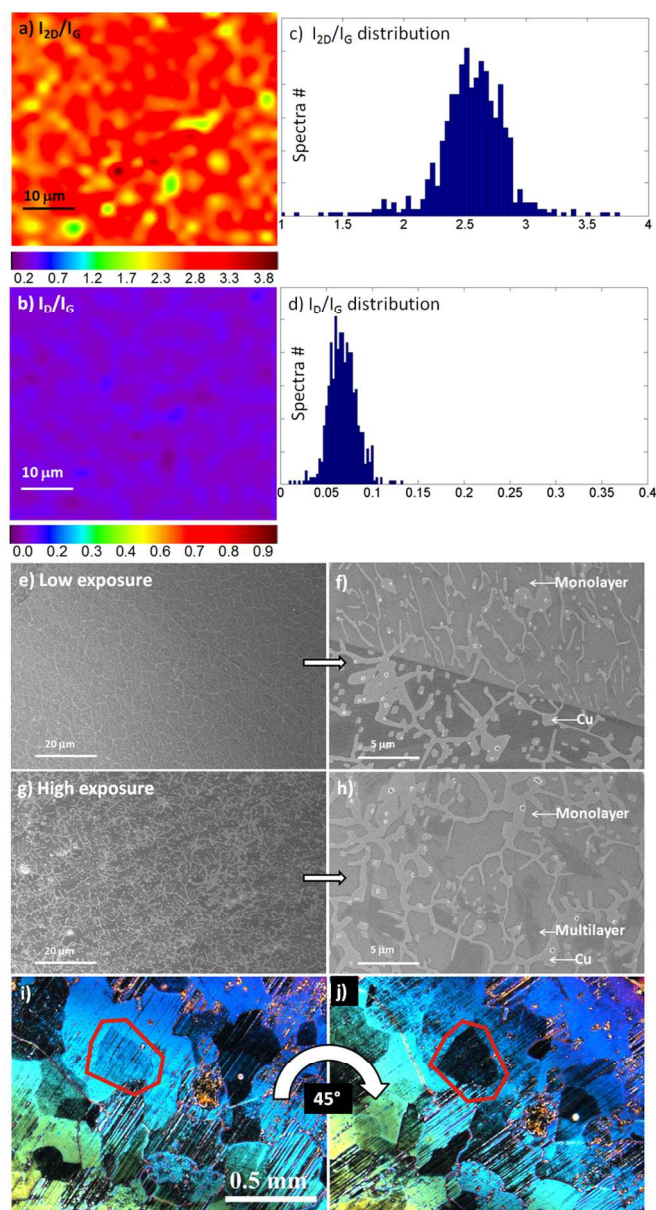 a) I2D/IG
10 μm
c) I2D/IG distribution
Spectra #
1 1.5 2 2.5 3 3.5 4
0.2 0.7 1.2 1.7 2.3 2.8 3.3 3.8
b) ID/IG
10 μm
d) ID/IG distribution
Spectra #
0 0.05 0.1 0.15 0.2 0.25 0.3 0.35 0.4
0.0 0.2 0.3 0.4 0.6 0.7 0.8 0.9
e) Low exposure
20 μm
f)
Monolayer
Cu
5 μm
g) High exposure
20 μm
h)
Monolayer
Multilayer
Cu
5 μm
i)
j)
45°
0.5 mm